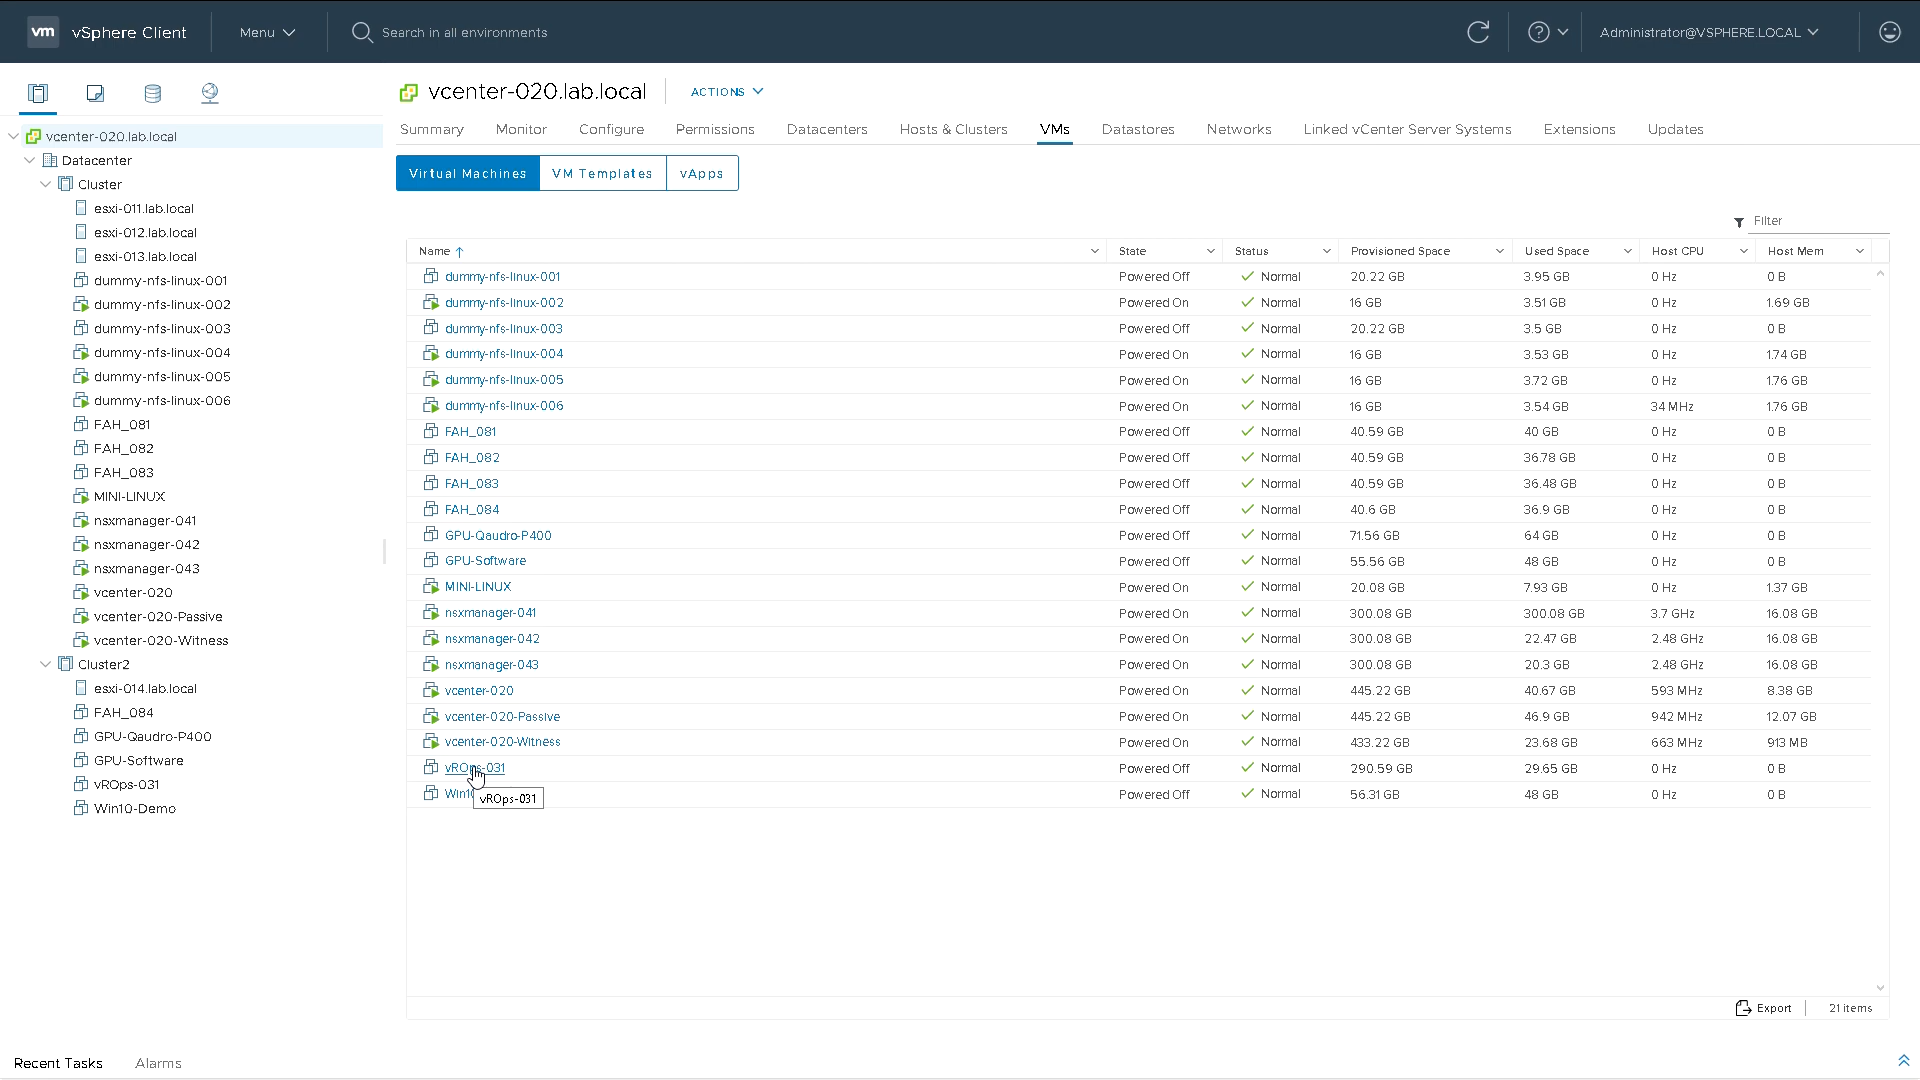 vm vSphere Client Menu Search in all environments Administrator@VSPHERE.LOCAL
vcenter-020.lab.local ACTIONS
Summary Monitor Configure Permissions Datacenters Hosts & Clusters VMs Datastores Networks Linked vCenter Server Systems Extensions Updates
Virtual Machines VM Templates vApps
vcenter-020.lab.local
Datacenter
Cluster
esxi-011.lab.local
esxi-012.lab.local
esxi-013.lab.local
dummy-nfs-linux-001
dummy-nfs-linux-002
dummy-nfs-linux-003
dummy-nfs-linux-004
dummy-nfs-linux-005
dummy-nfs-linux-006
FAH_081
FAH_082
FAH_083
MINI-LINUX
nsxmanager-041
nsxmanager-042
nsxmanager-043
vcenter-020
vcenter-020-Passive
vcenter-020-Witness
Cluster2
esxi-014.lab.local
FAH_084
GPU-Qaudro-P400
GPU-Software
vROps-031
Win10-Demo
Filter
Name State Status Provisioned Space Used Space Host CPU Host Mem
dummy-nfs-linux-001 Powered Off Normal 20.22 GB 3.95 GB 0 Hz 0 B
dummy-nfs-linux-002 Powered On Normal 16 GB 3.51 GB 0 Hz 1.69 GB
dummy-nfs-linux-003 Powered Off Normal 20.22 GB 3.5 GB 0 Hz 0 B
dummy-nfs-linux-004 Powered On Normal 16 GB 3.53 GB 0 Hz 1.74 GB
dummy-nfs-linux-005 Powered On Normal 16 GB 3.72 GB 0 Hz 1.76 GB
dummy-nfs-linux-006 Powered On Normal 16 GB 3.54 GB 34 MHz 1.76 GB
FAH_081 Powered Off Normal 40.59 GB 40 GB 0 Hz 0 B
FAH_082 Powered Off Normal 40.59 GB 36.78 GB 0 Hz 0 B
FAH_083 Powered Off Normal 40.59 GB 36.48 GB 0 Hz 0 B
FAH_084 Powered Off Normal 40.6 GB 36.9 GB 0 Hz 0 B
GPU-Qaudro-P400 Powered Off Normal 71.56 GB 64 GB 0 Hz 0 B
GPU-Software Powered Off Normal 55.56 GB 48 GB 0 Hz 0 B
MINI-LINUX Powered On Normal 20.08 GB 7.93 GB 0 Hz 1.37 GB
nsxmanager-041 Powered On Normal 300.08 GB 300.08 GB 3.7 GHz 16.08 GB
nsxmanager-042 Powered On Normal 300.08 GB 22.47 GB 2.48 GHz 16.08 GB
nsxmanager-043 Powered On Normal 300.08 GB 20.3 GB 2.48 GHz 16.08 GB
vcenter-020 Powered On Normal 445.22 GB 40.67 GB 593 MHz 8.38 GB
vcenter-020-Passive Powered On Normal 445.22 GB 46.9 GB 942 MHz 12.07 GB
vcenter-020-Witness Powered On Normal 433.22 GB 23.68 GB 663 MHz 913 MB
vROps-031 Powered Off Normal 290.59 GB 29.65 GB 0 Hz 0 B
Win10 Powered Off Normal 56.31 GB 48 GB 0 Hz 0 B
vROps-031
Export 21 items
Recent Tasks Alarms